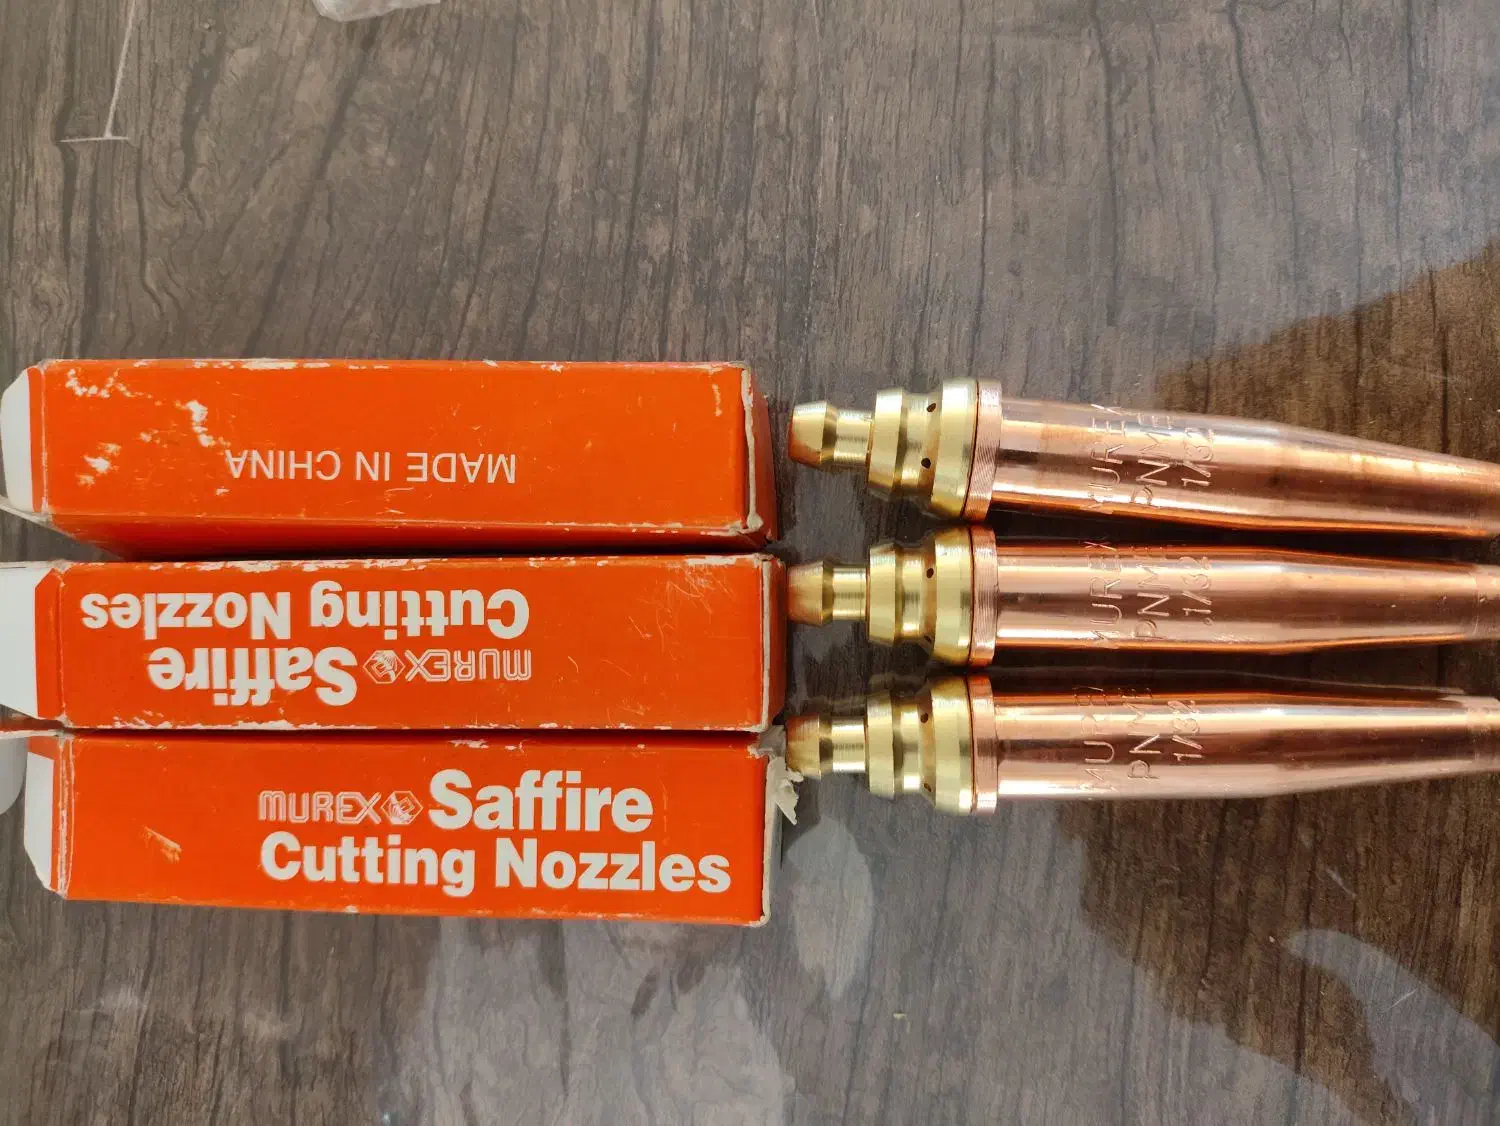 MADE IN CHINA
MUREX Saffire
Cutting Nozzles
MUREX Saffire
Cutting Nozzles
MUREX
PNME
1/32
MUREX
PNME
1/32
MUREX
PNME
1/32